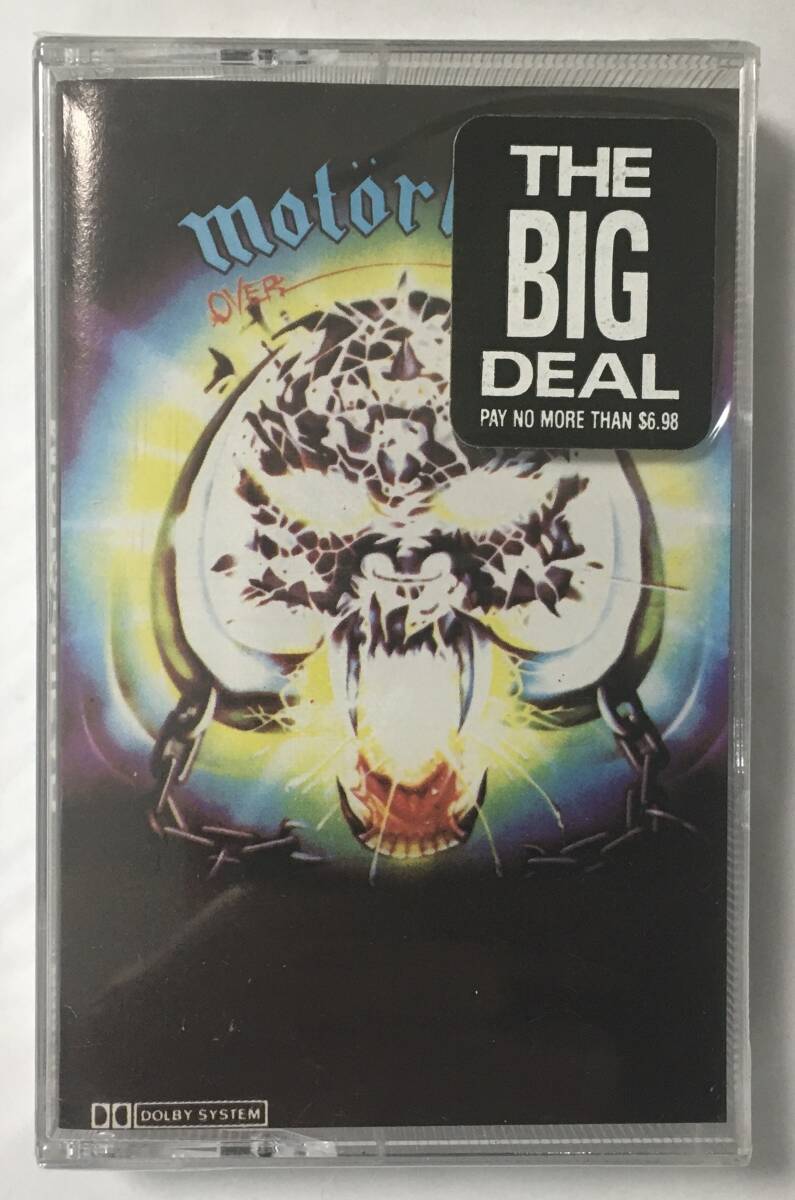 motör
OVER
THE
BIG
DEAL
PAY NO MORE THAN $6.98
DOLBY SYSTEM